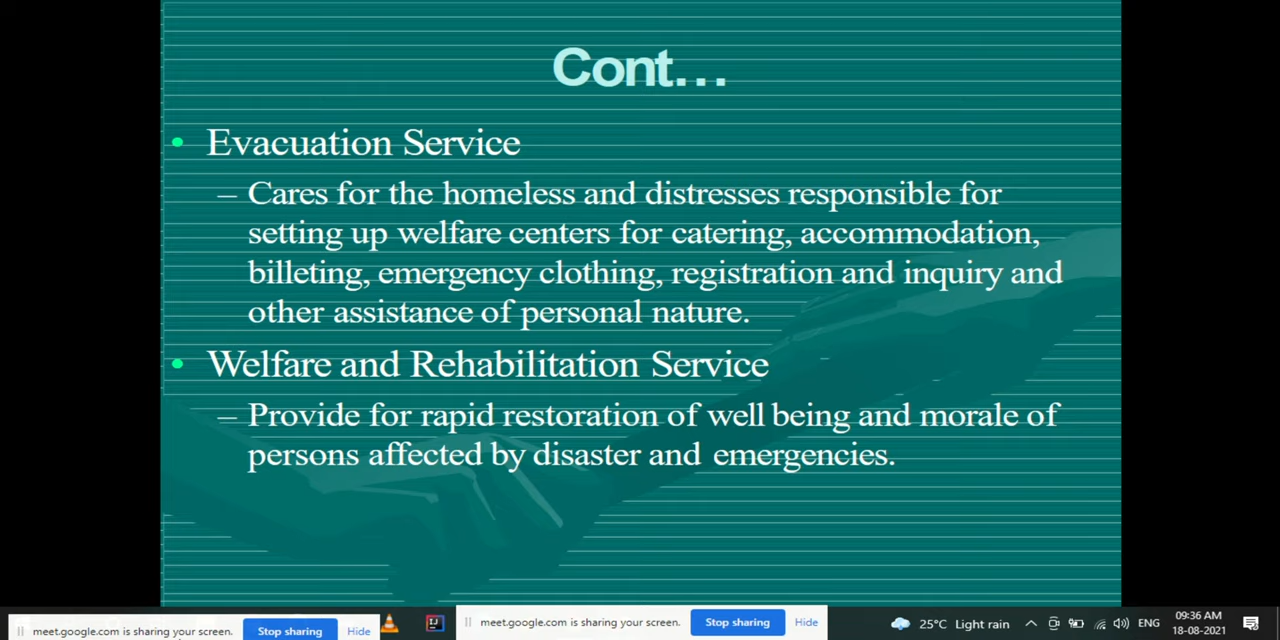 Cont...
• Evacuation Service
– Cares for the homeless and distresses responsible for
setting up welfare centers for catering, accommodation,
billeting, emergency clothing, registration and inquiry and
other assistance of personal nature.
• Welfare and Rehabilitation Service
– Provide for rapid restoration of well being and morale of
persons affected by disaster and emergencies.
meet.google.com is sharing your screen. Stop sharing Hide
IJ
meet.google.com is sharing your screen. Stop sharing Hide
25°C Light rain
ENG
09:36 AM
18-08-2021